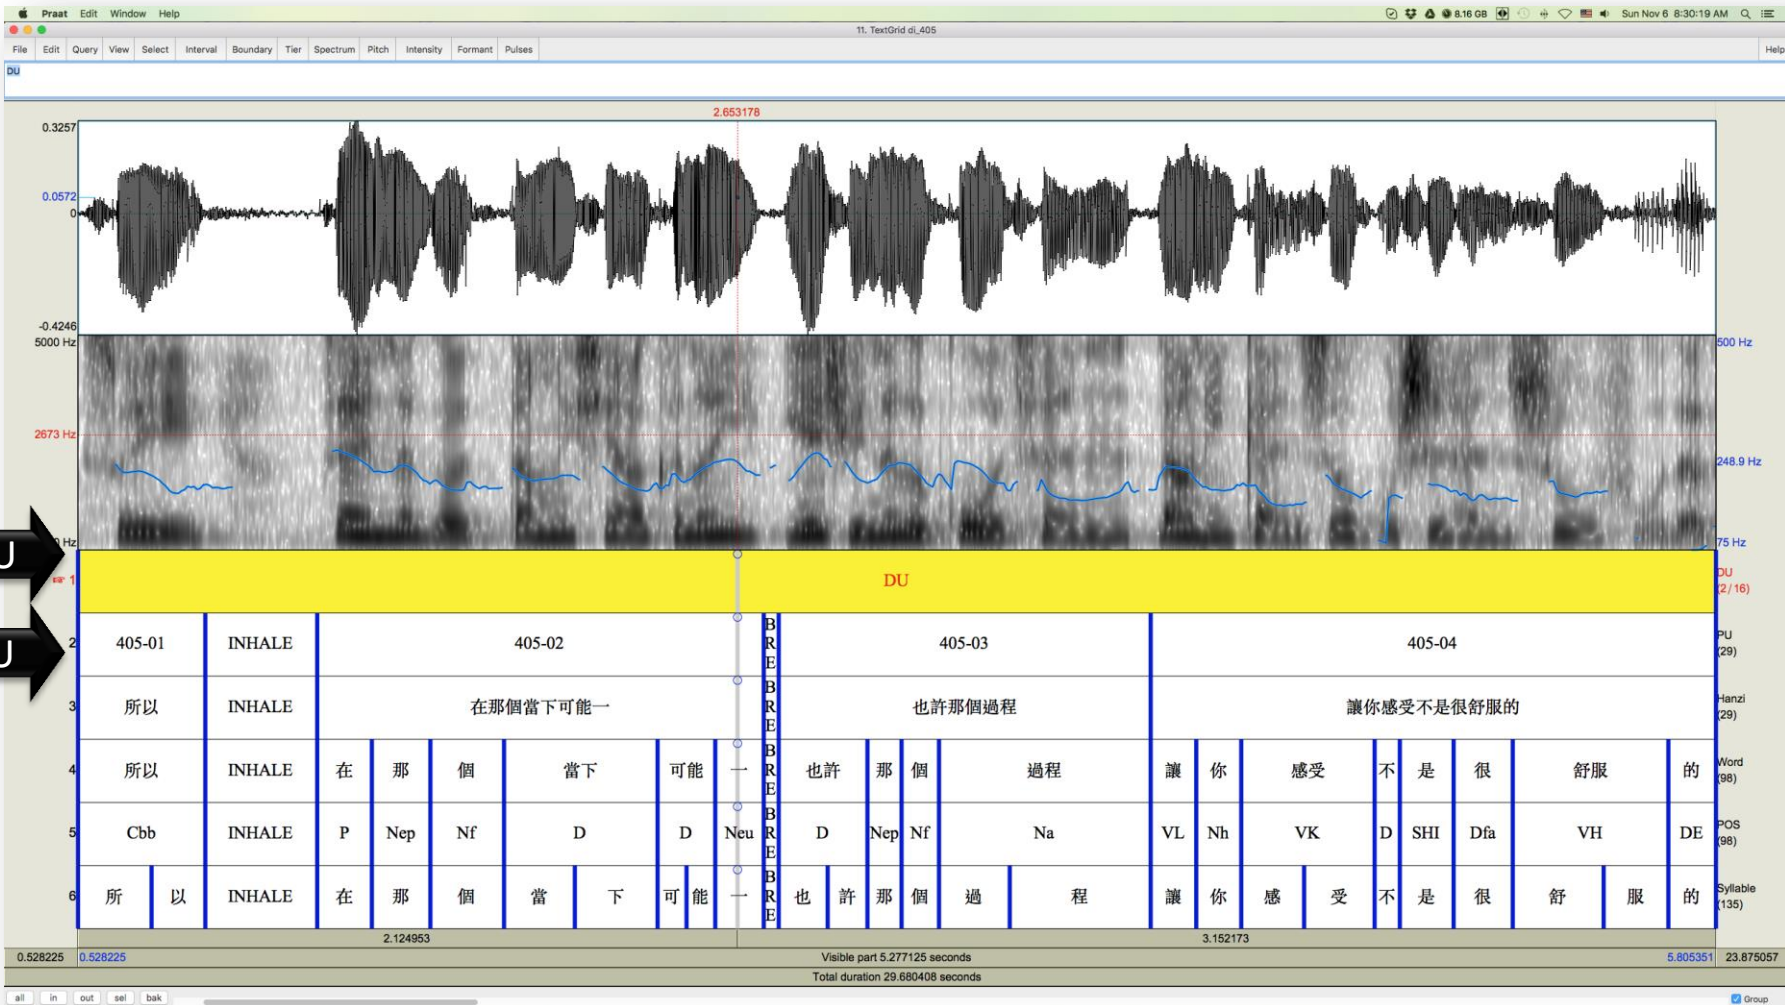 Praat Edit Window Help 8.16 GB Sun Nov 6 8:30:19 AM
11. TextGrid di_405
File Edit Query View Select Interval Boundary Tier Spectrum Pitch Intensity Formant Pulses Help
DU
2.653178
0.3257
0.0572
0
-0.4246
5000 Hz 500 Hz
2673 Hz
248.9 Hz
Hz 75 Hz
U
1 DU DU (2/16)
U
2 405-01 INHALE 405-02 BRE 405-03 405-04 PU (29)
3 所以 INHALE 在那個當下可能一 BRE 也許那個過程 讓你感受不是很舒服的 Hanzi (29)
4 所以 INHALE 在 那 個 當下 可能 一 BRE 也許 那 個 過程 讓 你 感受 不 是 很 舒服 的 Word (98)
5 Cbb INHALE P Nep Nf D D Neu BRE D Nep Nf Na VL Nh VK D SHI Dfa VH DE POS (98)
6 所 以 INHALE 在 那 個 當 下 可 能 一 BRE 也 許 那 個 過 程 讓 你 感 受 不 是 很 舒 服 的 Syllable (135)
2.124953 3.152173
0.528225 0.528225 Visible part 5.277125 seconds 5.805351 23.875057
Total duration 29.680408 seconds
all in out sel bak Group